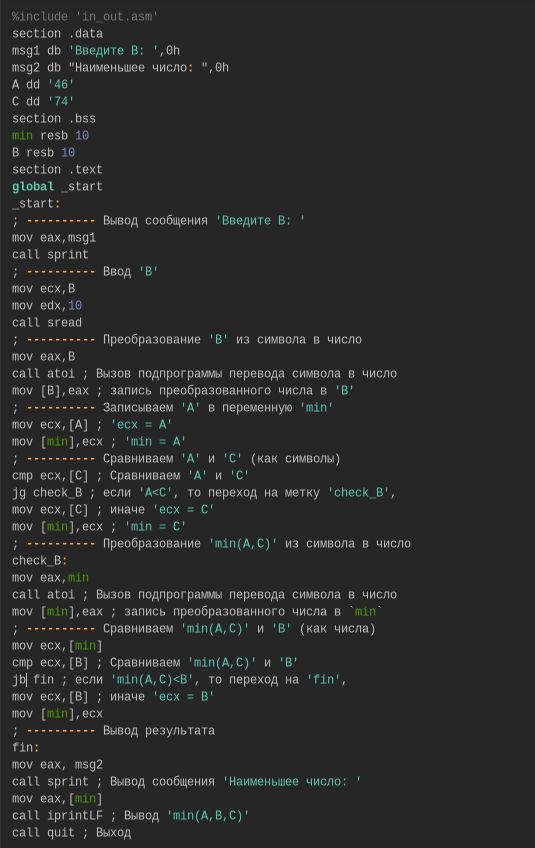 %include 'in_out.asm'
section .data
msg1 db 'Введите B: ',0h
msg2 db "Наименьшее число: ",0h
A dd '46'
C dd '74'
section .bss
min resb 10
B resb 10
section .text
global _start
_start:
; ---------- Вывод сообщения 'Введите B: '
mov eax,msg1
call sprint
; ---------- Ввод 'B'
mov ecx,B
mov edx,10
call sread
; ---------- Преобразование 'B' из символа в число
mov eax,B
call atoi ; Вызов подпрограммы перевода символа в число
mov [B],eax ; запись преобразованного числа в 'B'
; ---------- Записываем 'A' в переменную 'min'
mov ecx,[A] ; 'ecx = A'
mov [min],ecx ; 'min = A'
; ---------- Сравниваем 'A' и 'C' (как символы)
cmp ecx,[C] ; Сравниваем 'A' и 'C'
jg check_B ; если 'A<C', то переход на метку 'check_B',
mov ecx,[C] ; иначе 'ecx = C'
mov [min],ecx ; 'min = C'
; ---------- Преобразование 'min(A,C)' из символа в число
check_B:
mov eax,min
call atoi ; Вызов подпрограммы перевода символа в число
mov [min],eax ; запись преобразованного числа в `min`
; ---------- Сравниваем 'min(A,C)' и 'B' (как числа)
mov ecx,[min]
cmp ecx,[B] ; Сравниваем 'min(A,C)' и 'B'
jb fin ; если 'min(A,C)<B', то переход на 'fin',
mov ecx,[B] ; иначе 'ecx = B'
mov [min],ecx
; ---------- Вывод результата
fin:
mov eax, msg2
call sprint ; Вывод сообщения 'Наименьшее число: '
mov eax,[min]
call iprintLF ; Вывод 'min(A,B,C)'
call quit ; Выход